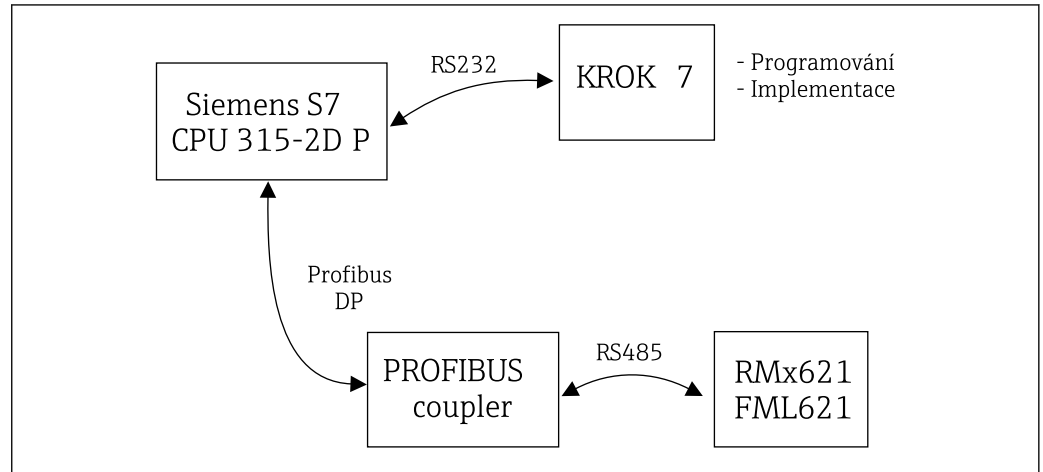 RS232
KROK 7
- Programování
- Implementace
Siemens S7
CPU 315-2D P
Profibus
DP
PROFIBUS
coupler
RS485
RMx621
FML621